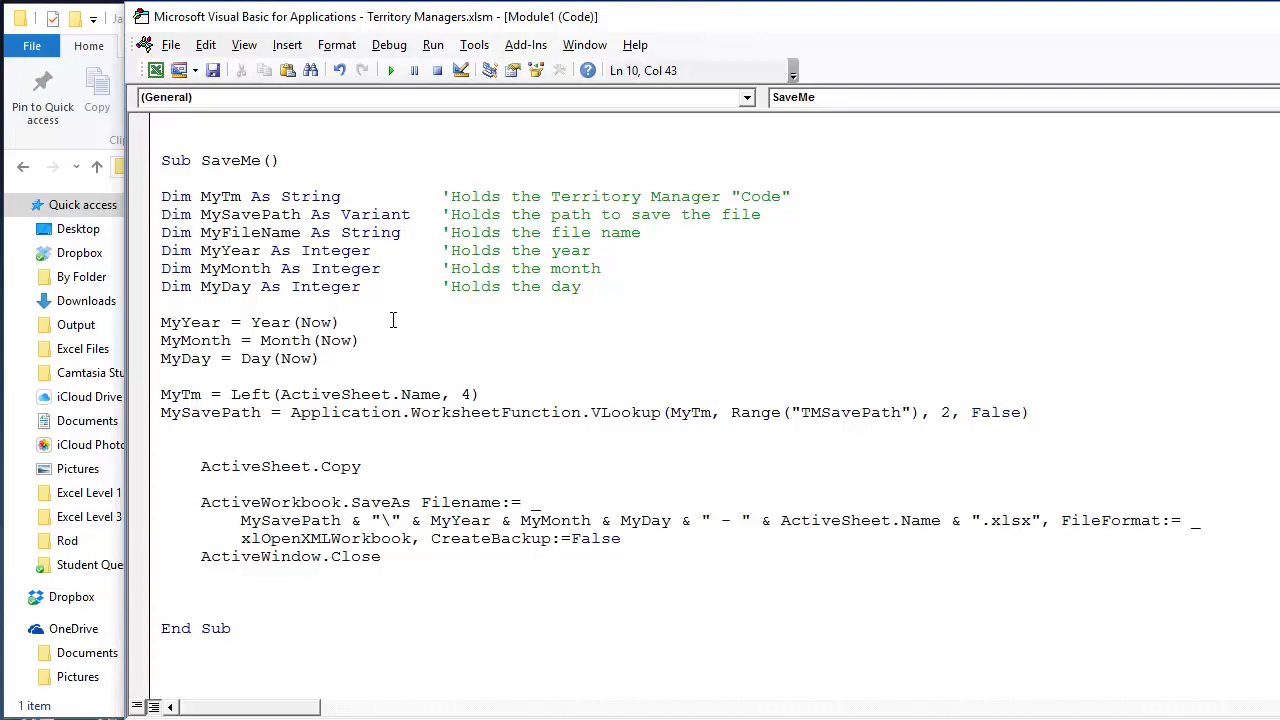 Ja
Microsoft Visual Basic for Applications - Territory Managers.xlsm - [Module1 (Code)]
File Home
File Edit View Insert Format Debug Run Tools Add-Ins Window Help
Ln 10, Col 43
Pin to Quick access
Copy
(General)
SaveMe
Quick access
Desktop
Dropbox
By Folder
Downloads
Output
Excel Files
Camtasia Stu
iCloud Drive
Documents
iCloud Photo
Pictures
Excel Level 1
Excel Level 3
Rod
Student Que
Dropbox
OneDrive
Documents
Pictures
1 item
Sub SaveMe()
Dim MyTm As String 'Holds the Territory Manager "Code"
Dim MySavePath As Variant 'Holds the path to save the file
Dim MyFileName As String 'Holds the file name
Dim MyYear As Integer 'Holds the year
Dim MyMonth As Integer 'Holds the month
Dim MyDay As Integer 'Holds the day
MyYear = Year(Now)
MyMonth = Month(Now)
MyDay = Day(Now)
MyTm = Left(ActiveSheet.Name, 4)
MySavePath = Application.WorksheetFunction.VLookup(MyTm, Range("TMSavePath"), 2, False)
ActiveSheet.Copy
ActiveWorkbook.SaveAs Filename:= _
MySavePath & "\" & MyYear & MyMonth & MyDay & " - " & ActiveSheet.Name & ".xlsx", FileFormat:= _
xlOpenXMLWorkbook, CreateBackup:=False
ActiveWindow.Close
End Sub